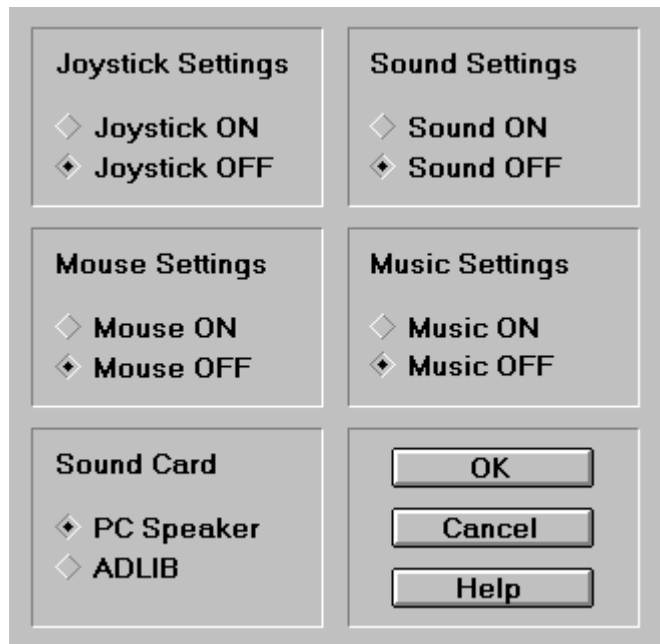 Joystick Settings
Joystick ON
Joystick OFF
Sound Settings
Sound ON
Sound OFF
Mouse Settings
Mouse ON
Mouse OFF
Music Settings
Music ON
Music OFF
Sound Card
PC Speaker
ADLIB
OK
Cancel
Help